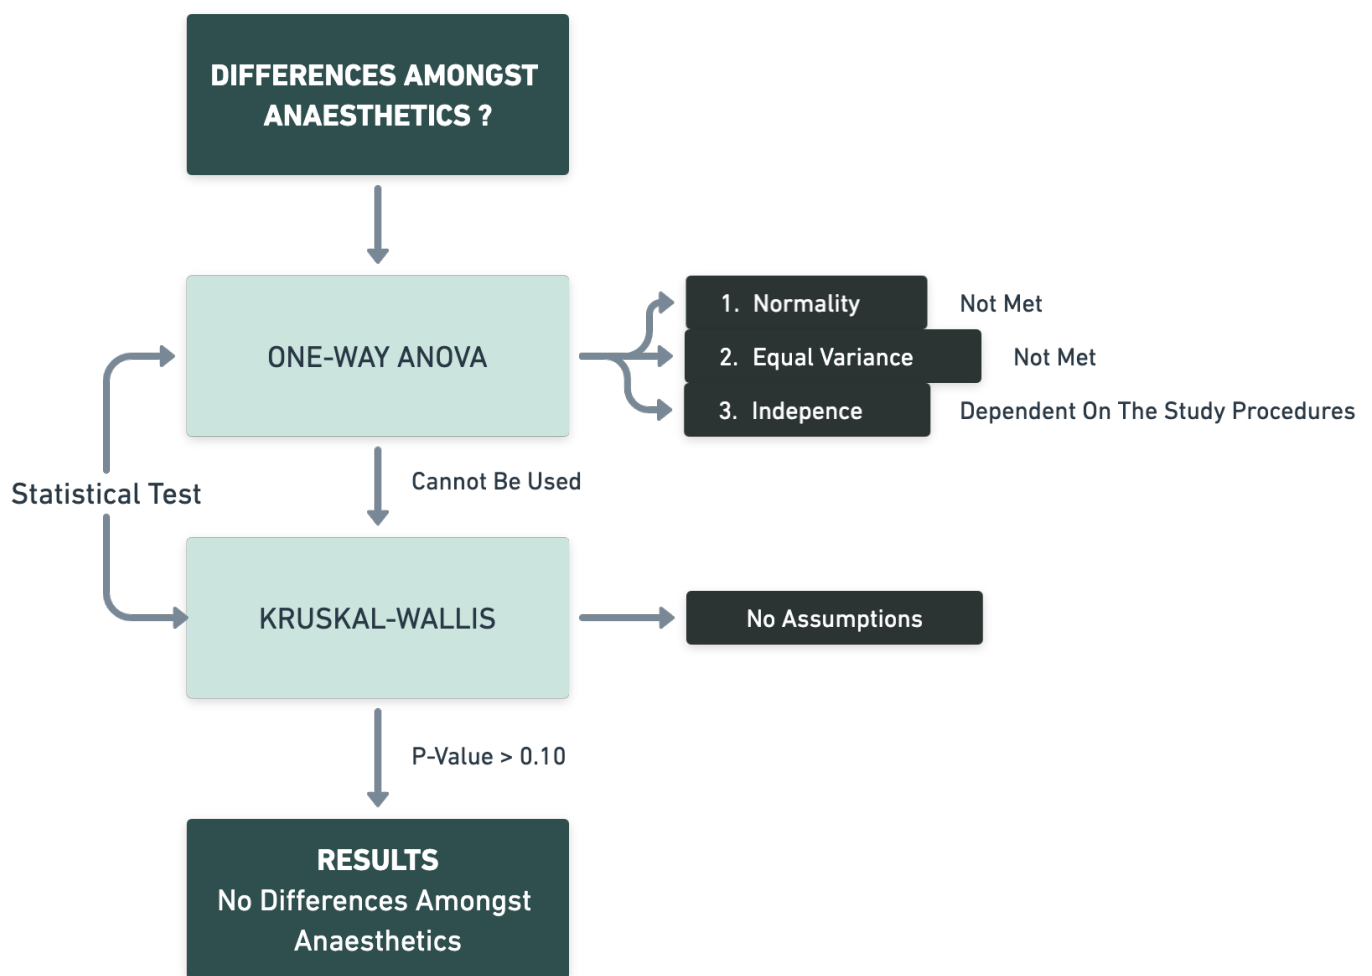 DIFFERENCES AMONGST
ANAESTHETICS ?
ONE-WAY ANOVA
1. Normality
Not Met
2. Equal Variance
Not Met
3. Indepence
Dependent On The Study Procedures
Cannot Be Used
Statistical Test
KRUSKAL-WALLIS
No Assumptions
P-Value > 0.10
RESULTS
No Differences Amongst
Anaesthetics